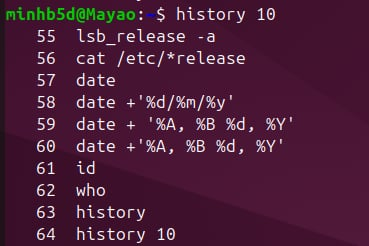 minhb5d@Mayao:~$ history 10
55 lsb_release -a
56 cat /etc/*release
57 date
58 date +'%d/%m/%y'
59 date + '%A, %B %d, %Y'
60 date +'%A, %B %d, %Y'
61 id
62 who
63 history
64 history 10